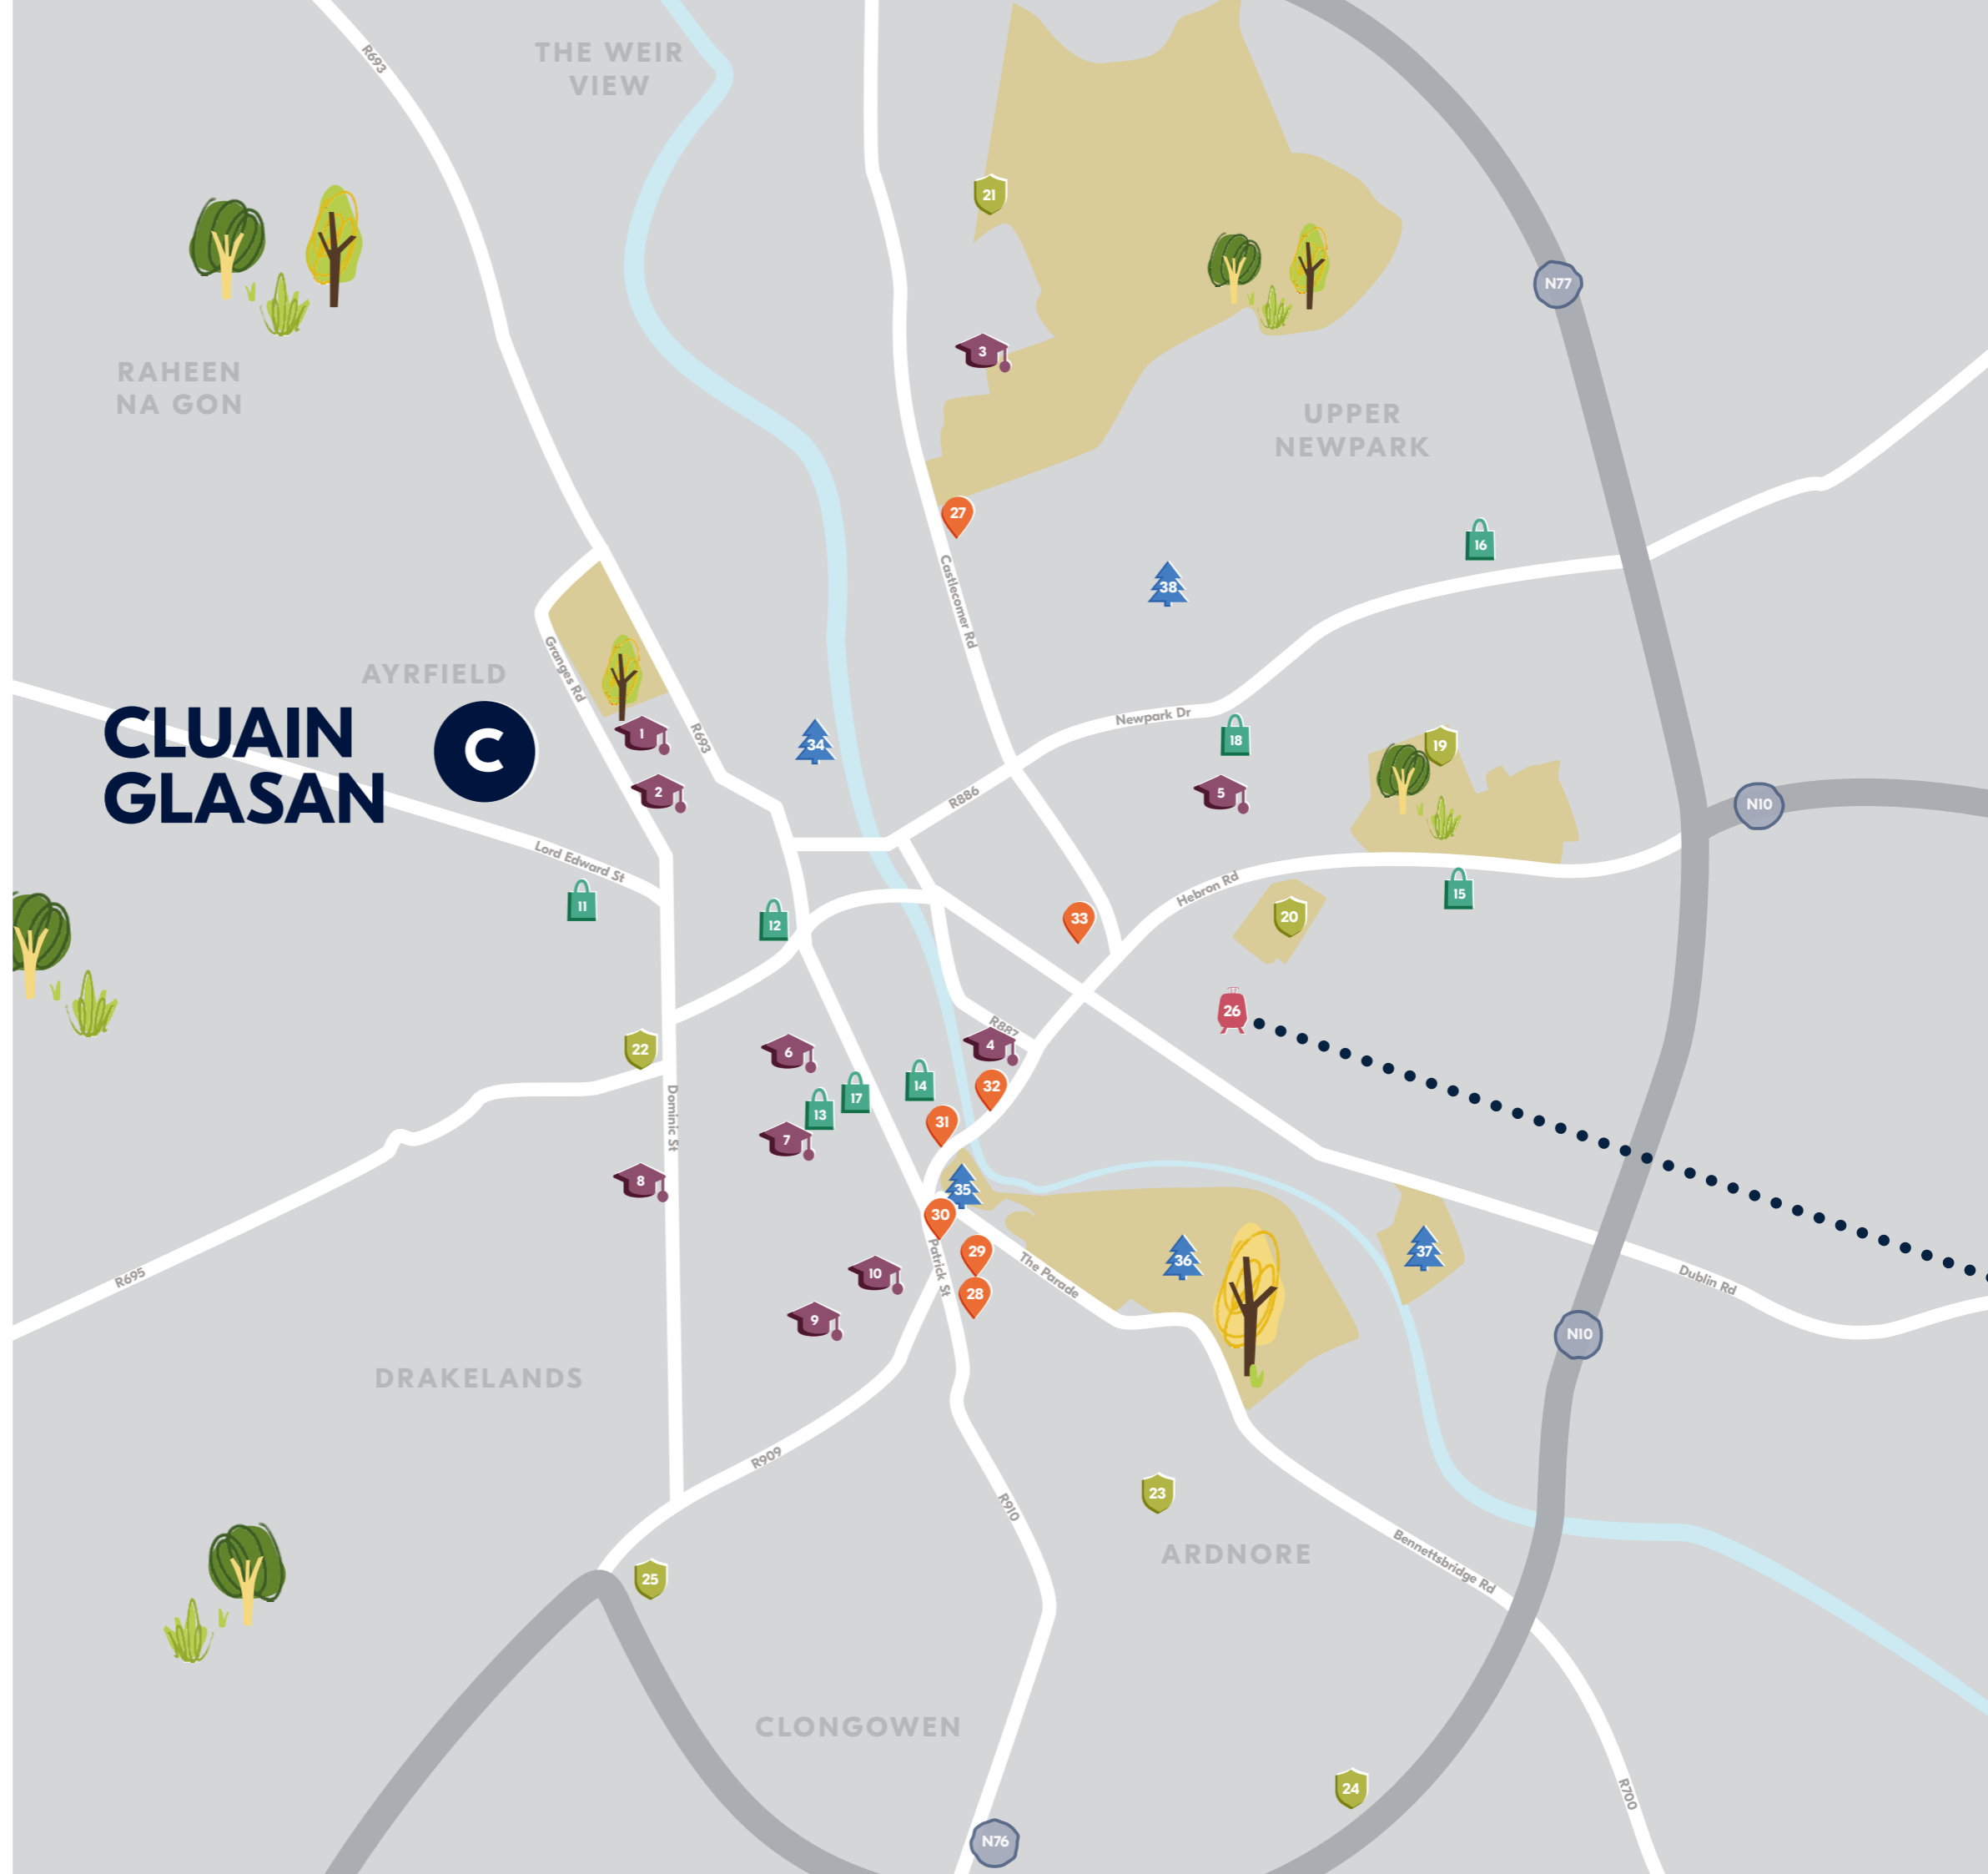 R693
THE WEIR
VIEW
21
N77
3
RAHEEN
NA GON
UPPER
NEWPARK
27
16
Castlecomer Rd
38
Granges Rd
AYRFIELD
CLUAIN
GLASAN
C
1
R693
34
Newpark Dr
18
19
2
R886
5
N10
Lord Edward St
11
12
33
Hebron Rd
20
15
26
R887
22
6
4
14
32
17
13
31
Dominic St
7
8
35
30
Patrick St
29
The Parade
36
37
R695
10
28
Dublin Rd
9
N10
DRAKELANDS
R909
R910
23
ARDNORE
Bennettsbridge Rd
25
CLONGOWEN
24
R700
N76